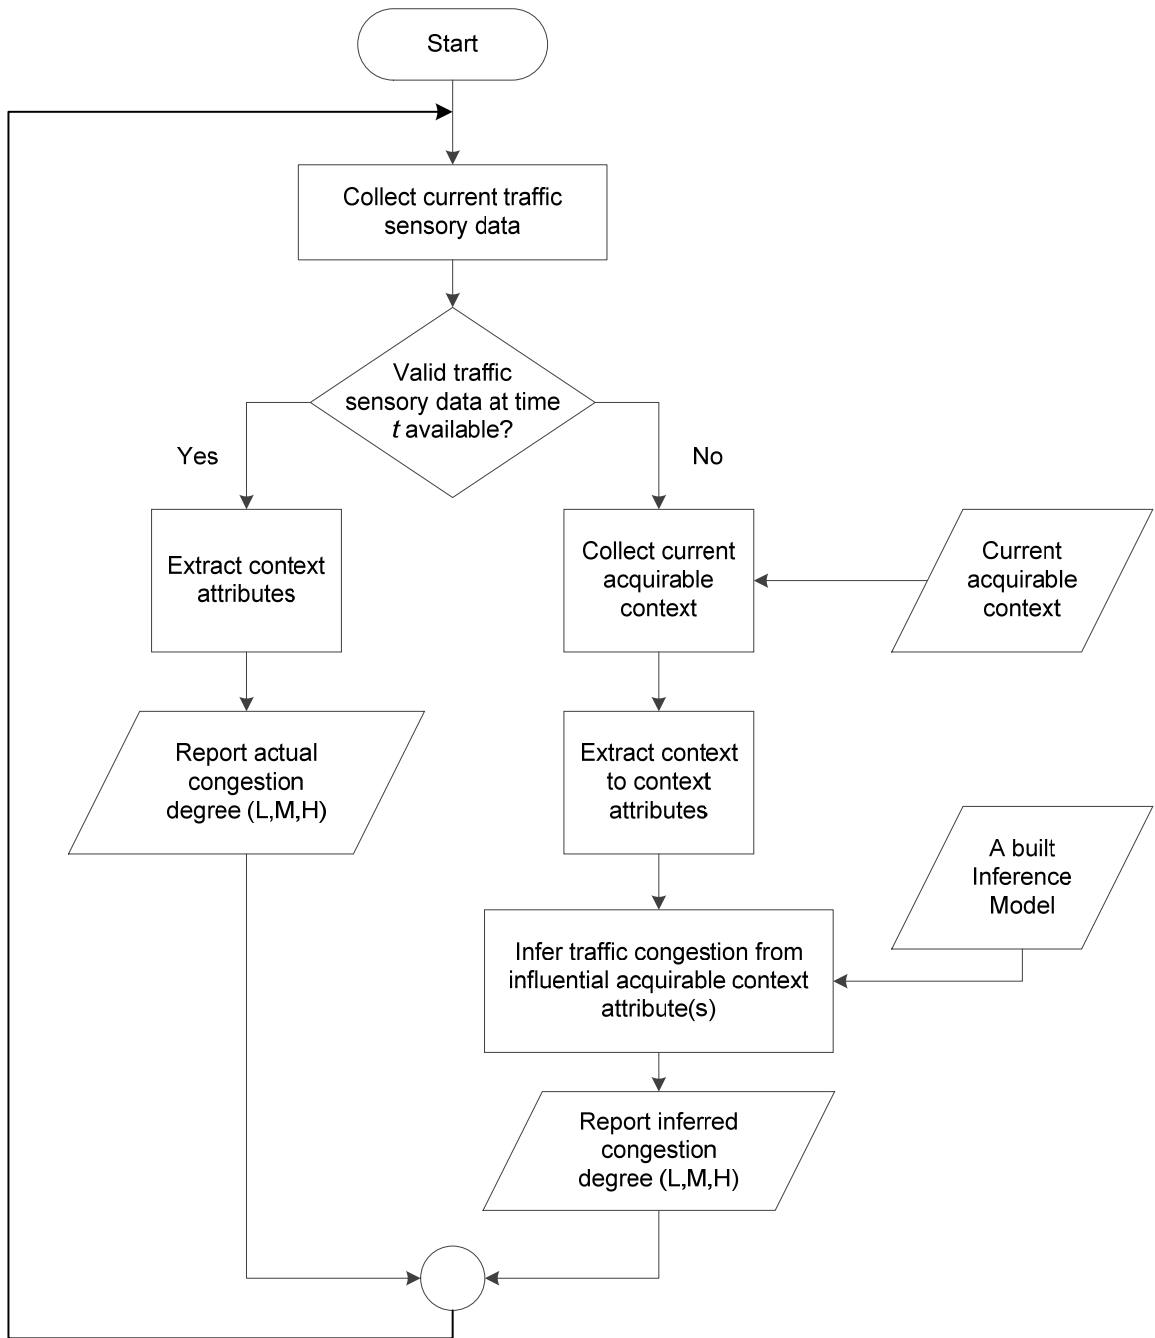 Start
Collect current traffic
sensory data
Valid traffic
sensory data at time
t available?
Yes
No
Extract context
attributes
Collect current
acquirable
context
Current
acquirable
context
Report actual
congestion
degree (L,M,H)
Extract context
to context
attributes
A built
Inference
Model
Infer traffic congestion from
influential acquirable context
attribute(s)
Report inferred
congestion
degree (L,M,H)